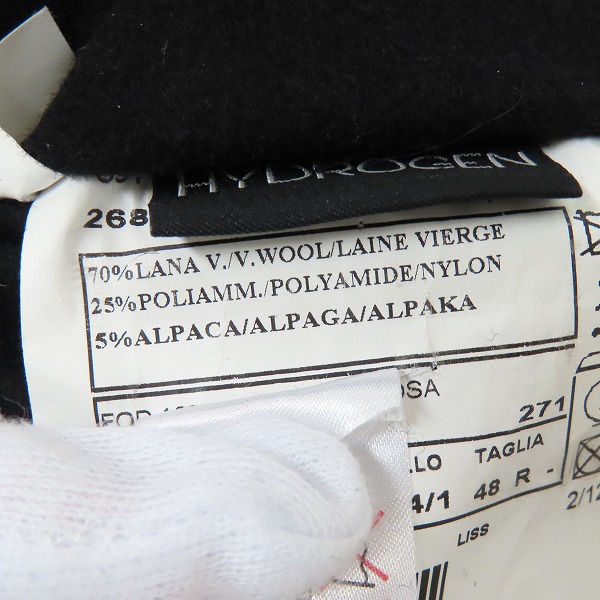 HYDROGEN
268
70%LANA V./V.WOOL/LAINE VIERGE
25%POLIAMM./POLYAMIDE/NYLON
5%ALPACA/ALPAGA/ALPAKA
271
TAGLIA
4/1 48 R -
2/12
LISS